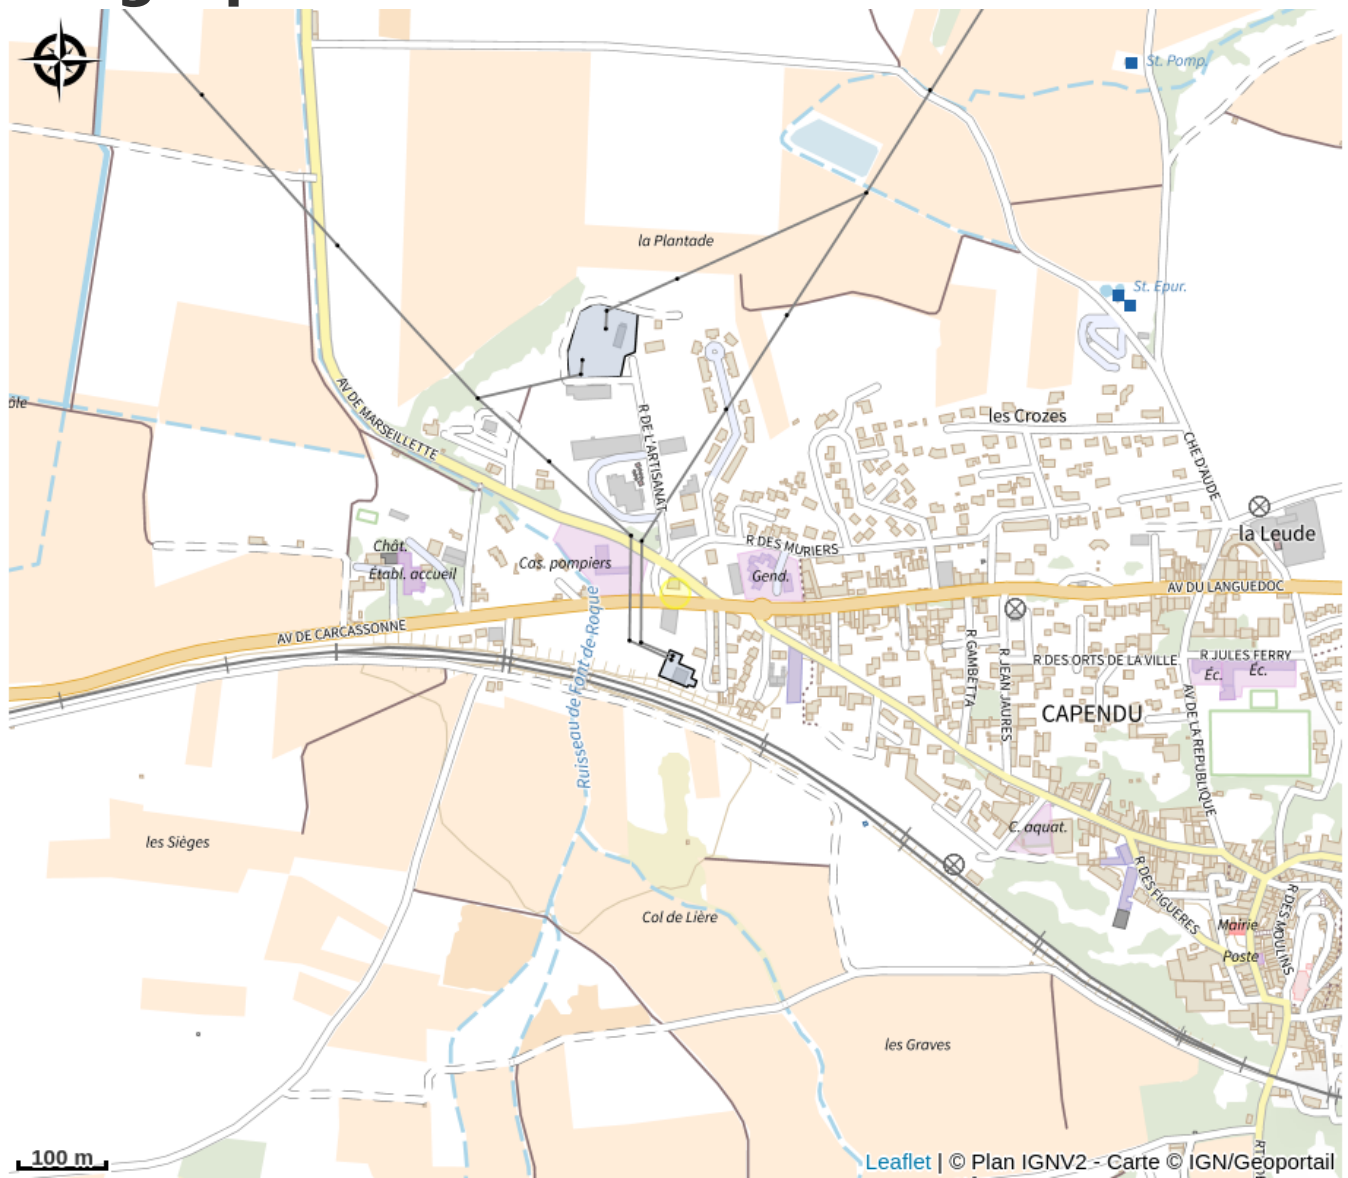 St. Pomp.
la Plantade
St. Epur.
AV DE MARSEILLETTE
R DE L'ARTISANAT
les Crozes
CHE D'AUDE
la Leude
R DES MURIERS
Chât.
Établ. accueil
Cas. pompiers
Gend.
AV DU LANGUEDOC
AV DE CARCASSONNE
Ruisseau de Font de Roque
R GAMBETTA
R JEAN JAURES
R DES ORTS DE LA VILLE
R JULES FERRY
Éc.
Éc.
CAPENDU
AV DE LA REPUBLIQUE
les Sièges
C. aquat.
R DES FIGUERES
R DES MOULINS
Col de Lière
Mairie
Poste
les Graves
100 m
Leaflet | © Plan IGNV2 - Carte © IGN/Geoportail